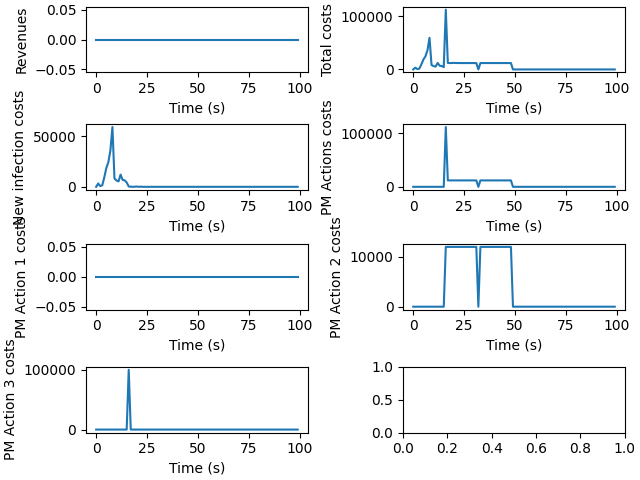 Revenues
0.05
0.00
−0.05
0 25 50 75 100
Time (s)
Total costs
100000
0
0 25 50 75 100
Time (s)
New infection costs
50000
0
0 25 50 75 100
Time (s)
PM Actions costs
100000
0
0 25 50 75 100
Time (s)
PM Action 1 costs
0.05
0.00
−0.05
0 25 50 75 100
Time (s)
PM Action 2 costs
10000
0
0 25 50 75 100
Time (s)
PM Action 3 costs
100000
0
0 25 50 75 100
Time (s)
1.0
0.5
0.0
0.0 0.2 0.4 0.6 0.8 1.0